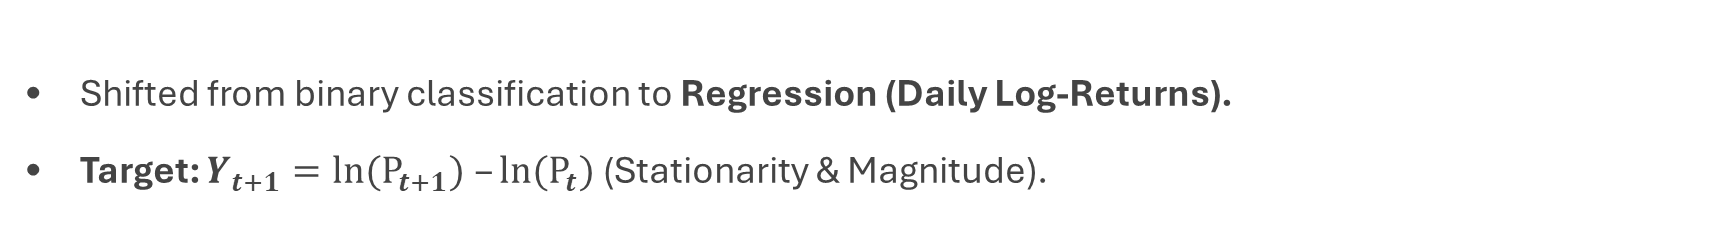 • Shifted from binary classification to Regression (Daily Log-Returns).
• Target: Y_{t+1} = ln(P_{t+1}) – ln(P_t) (Stationarity & Magnitude).